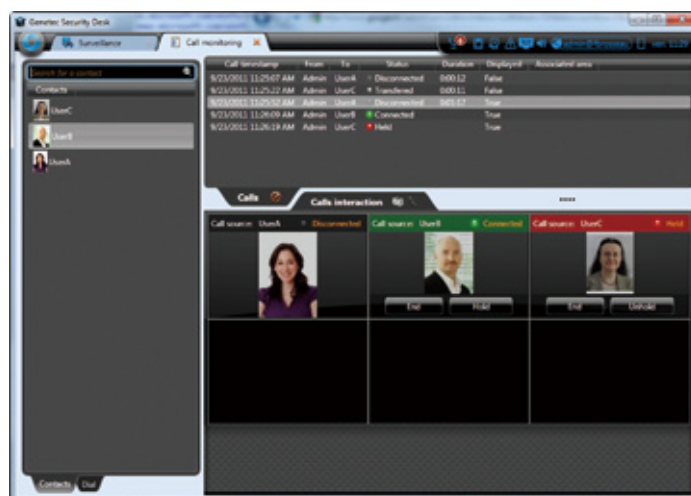 Genetec Security Desk
Surveillance
Call monitoring
Search for a contact
Contacts
UserC
UserB
UserA
Call timestamp From To Status Duration Displayed Associated area
9/23/2011 11:25:07 AM Admin UserA Disconnected 0:00:12 False
9/23/2011 11:25:22 AM Admin UserC Transfered 0:00:11 False
9/23/2011 11:25:52 AM Admin UserA Disconnected 0:01:17 True
9/23/2011 11:26:09 AM Admin UserB Connected True
9/23/2011 11:26:19 AM Admin UserC Held True
Calls
Calls interaction
Call source: UserA Disconnected
Call source: UserB Connected
Call source: UserC Held
End Hold
End Unhold
Contacts Dial